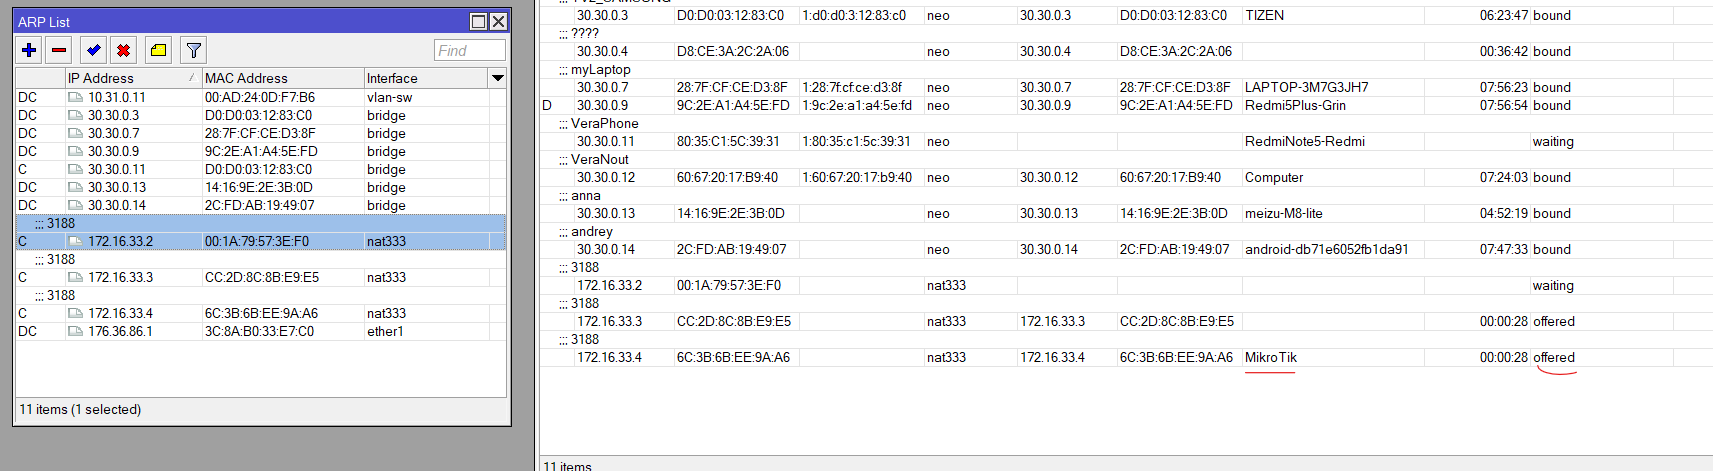 ARP List
Find
IP Address MAC Address Interface
DC 10.31.0.11 00:AD:24:0D:F7:B6 vlan-sw
DC 30.30.0.3 D0:D0:03:12:83:C0 bridge
DC 30.30.0.7 28:7F:CF:CE:D3:8F bridge
DC 30.30.0.9 9C:2E:A1:A4:5E:FD bridge
C 30.30.0.11 D0:D0:03:12:83:C0 bridge
DC 30.30.0.13 14:16:9E:2E:3B:0D bridge
DC 30.30.0.14 2C:FD:AB:19:49:07 bridge
;;; 3188
C 172.16.33.2 00:1A:79:57:3E:F0 nat333
;;; 3188
C 172.16.33.3 CC:2D:8C:8B:E9:E5 nat333
;;; 3188
C 172.16.33.4 6C:3B:6B:EE:9A:A6 nat333
DC 176.36.86.1 3C:8A:B0:33:E7:C0 ether1
11 items (1 selected)
30.30.0.3 D0:D0:03:12:83:C0 1:d0:d0:3:12:83:c0 neo 30.30.0.3 D0:D0:03:12:83:C0 TIZEN 06:23:47 bound
;;; ????
30.30.0.4 D8:CE:3A:2C:2A:06 neo 30.30.0.4 D8:CE:3A:2C:2A:06 00:36:42 bound
;;; myLaptop
30.30.0.7 28:7F:CF:CE:D3:8F 1:28:7f:cf:ce:d3:8f neo 30.30.0.7 28:7F:CF:CE:D3:8F LAPTOP-3M7G3JH7 07:56:23 bound
D 30.30.0.9 9C:2E:A1:A4:5E:FD 1:9c:2e:a1:a4:5e:fd neo 30.30.0.9 9C:2E:A1:A4:5E:FD Redmi5Plus-Grin 07:56:54 bound
;;; VeraPhone
30.30.0.11 80:35:C1:5C:39:31 1:80:35:c1:5c:39:31 neo RedmiNote5-Redmi waiting
;;; VeraNout
30.30.0.12 60:67:20:17:B9:40 1:60:67:20:17:b9:40 neo 30.30.0.12 60:67:20:17:B9:40 Computer 07:24:03 bound
;;; anna
30.30.0.13 14:16:9E:2E:3B:0D neo 30.30.0.13 14:16:9E:2E:3B:0D meizu-M8-lite 04:52:19 bound
;;; andrey
30.30.0.14 2C:FD:AB:19:49:07 neo 30.30.0.14 2C:FD:AB:19:49:07 android-db71e6052fb1da91 07:47:33 bound
;;; 3188
172.16.33.2 00:1A:79:57:3E:F0 nat333 waiting
;;; 3188
172.16.33.3 CC:2D:8C:8B:E9:E5 nat333 172.16.33.3 CC:2D:8C:8B:E9:E5 00:00:28 offered
;;; 3188
172.16.33.4 6C:3B:6B:EE:9A:A6 nat333 172.16.33.4 6C:3B:6B:EE:9A:A6 MikroTik 00:00:28 offered
11 items